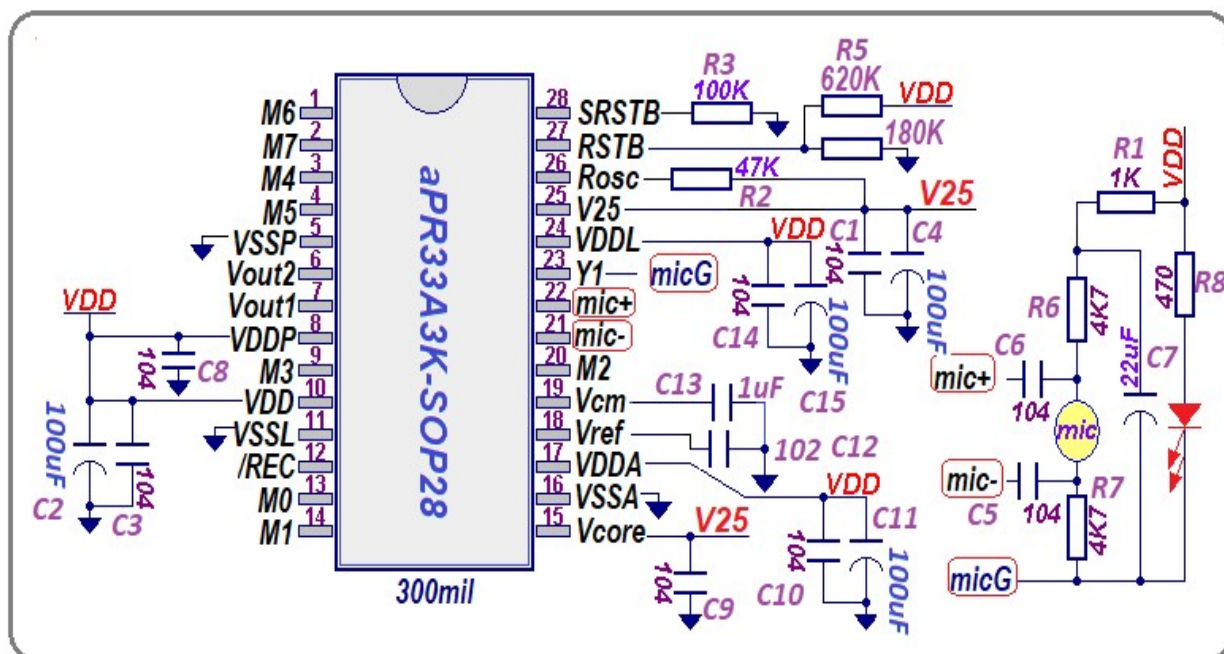 M6 1
M7 2
M4 3
M5 4
VSSP 5
Vout2 6
Vout1 7
VDDP 8
M3 9
VDD 10
VSSL 11
/REC 12
M0 13
M1 14
VDD
104
C8
100uF
C2
104
C3
aPR33A3K-SOP28
300mil
28 SRSTB
27 RSTB
26 Rosc
25 V25
24 VDDL
23 Y1
22 mic+
21 mic-
20 M2
19 Vcm
18 Vref
17 VDDA
16 VSSA
15 Vcore
R3
100K
R5
620K
VDD
180K
47K
R2
V25
VDD
C1
C4
104
100uF
micG
104
C14
100uF
C15
C13
1uF
102
C12
VDD
C11
104
C10
100uF
V25
104
C9
R1
1K
VDD
R6
4K7
470
R8
C6
mic+
104
22uF
C7
mic
mic-
C5
104
R7
4K7
micG